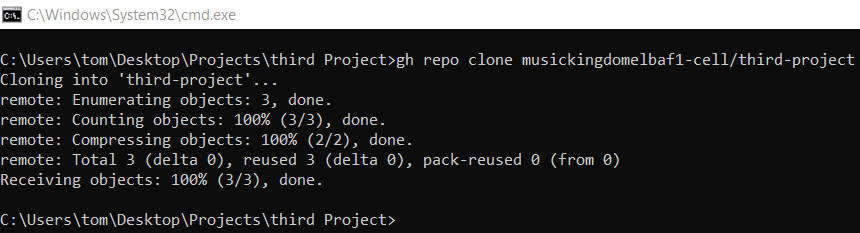 C:\Windows\System32\cmd.exe
C:\Users\tom\Desktop\Projects\third Project>gh repo clone musickingdomelbaf1-cell/third-project
Cloning into 'third-project'...
remote: Enumerating objects: 3, done.
remote: Counting objects: 100% (3/3), done.
remote: Compressing objects: 100% (2/2), done.
remote: Total 3 (delta 0), reused 3 (delta 0), pack-reused 0 (from 0)
Receiving objects: 100% (3/3), done.
C:\Users\tom\Desktop\Projects\third Project>